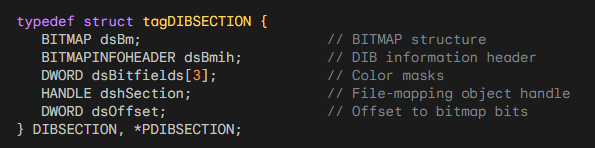 typedef struct tagDIBSECTION {
   BITMAP dsBm;                      // BITMAP structure
   BITMAPINFOHEADER dsBmih;          // DIB information header
   DWORD dsBitfields[3];             // Color masks
   HANDLE dshSection;                // File-mapping object handle
   DWORD dsOffset;                   // Offset to bitmap bits
} DIBSECTION, *PDIBSECTION;